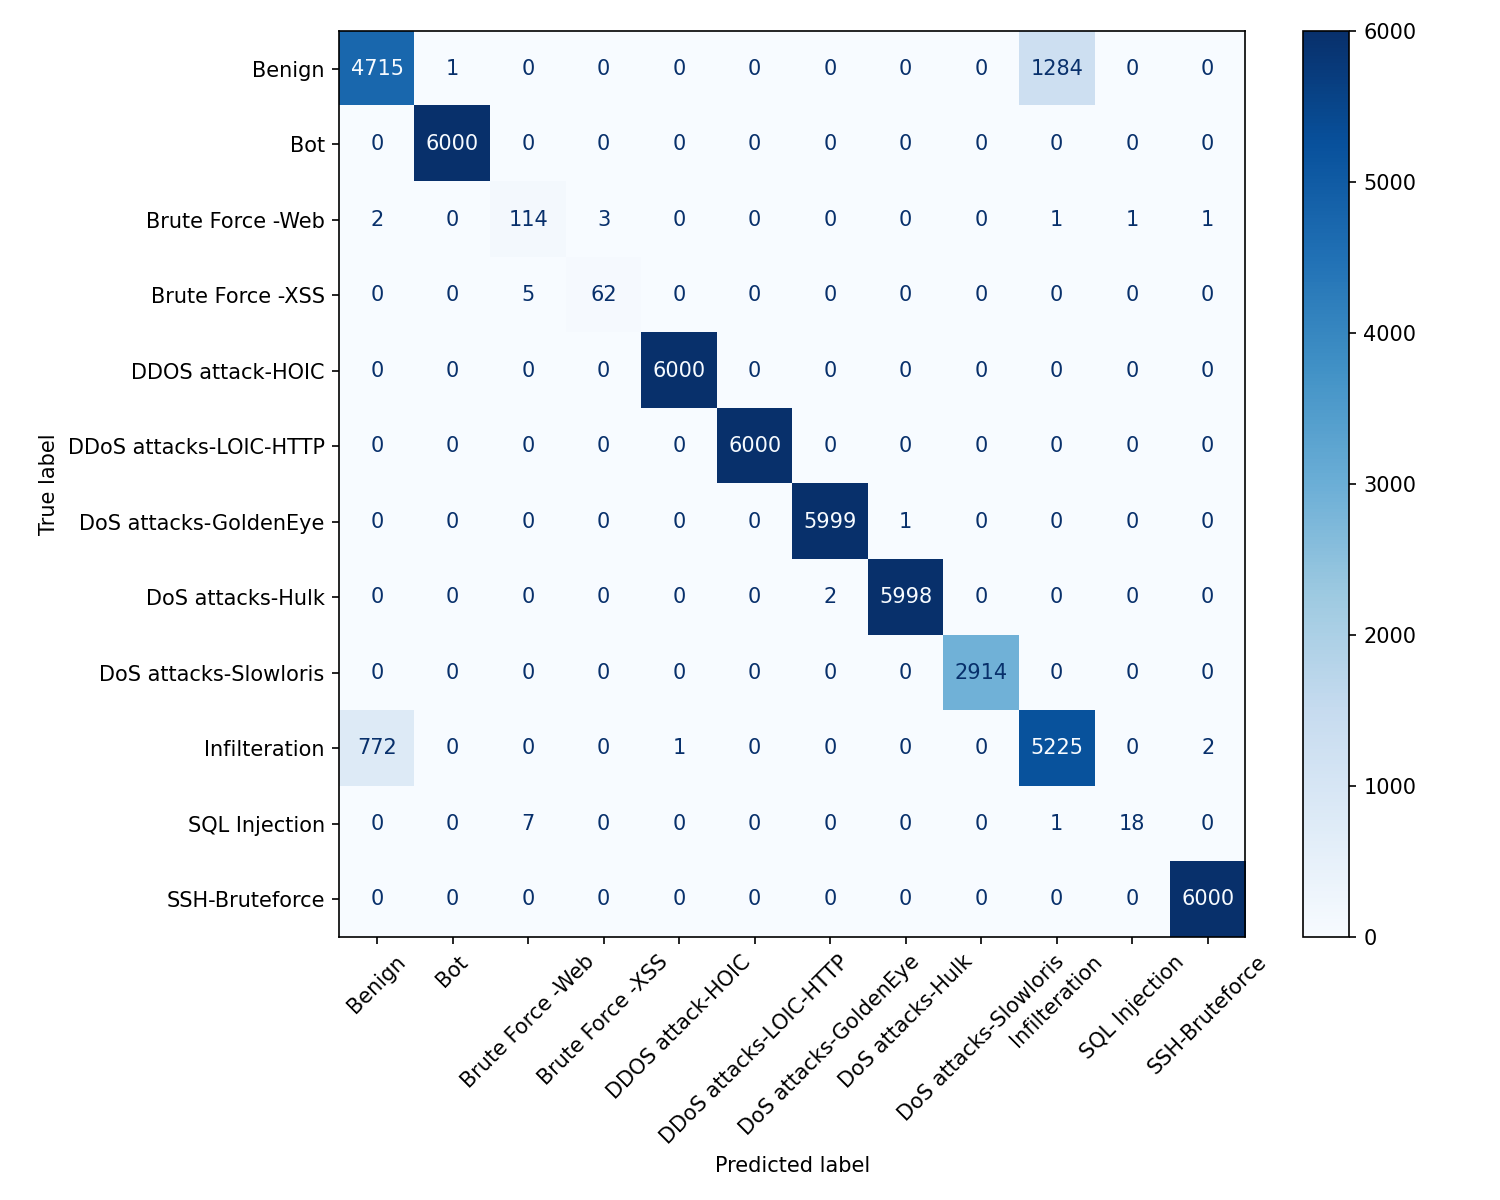 Benign 4715 1 0 0 0 0 0 0 0 1284 0 0
Bot 0 6000 0 0 0 0 0 0 0 0 0 0
Brute Force -Web 2 0 114 3 0 0 0 0 0 1 1 1
Brute Force -XSS 0 0 5 62 0 0 0 0 0 0 0 0
DDOS attack-HOIC 0 0 0 0 6000 0 0 0 0 0 0 0
DDoS attacks-LOIC-HTTP 0 0 0 0 0 6000 0 0 0 0 0 0
DoS attacks-GoldenEye 0 0 0 0 0 0 5999 1 0 0 0 0
DoS attacks-Hulk 0 0 0 0 0 0 2 5998 0 0 0 0
DoS attacks-Slowloris 0 0 0 0 0 0 0 0 2914 0 0 0
Infilteration 772 0 0 0 1 0 0 0 0 5225 0 2
SQL Injection 0 0 7 0 0 0 0 0 0 1 18 0
SSH-Bruteforce 0 0 0 0 0 0 0 0 0 0 0 6000
True label
Benign
Bot
Brute Force -Web
Brute Force -XSS
DDOS attack-HOIC
DDoS attacks-LOIC-HTTP
DoS attacks-GoldenEye
DoS attacks-Hulk
DoS attacks-Slowloris
Infilteration
SQL Injection
SSH-Bruteforce
Predicted label
6000
5000
4000
3000
2000
1000
0